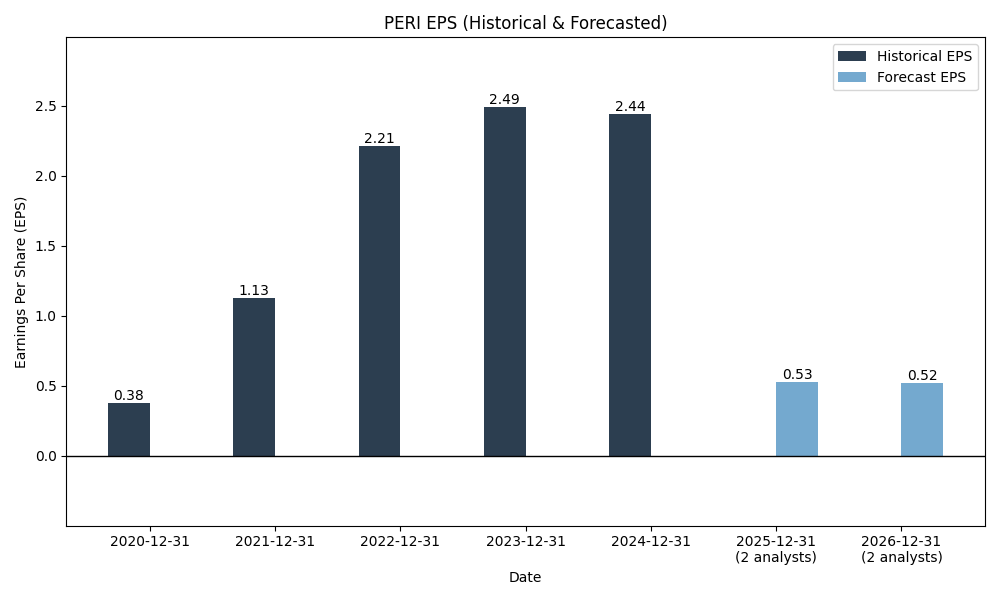 PERI EPS (Historical & Forecasted)
Historical EPS
Forecast EPS
Earnings Per Share (EPS)
2.5
2.0
1.5
1.0
0.5
0.0
0.38
1.13
2.21
2.49
2.44
0.53
0.52
2020-12-31
2021-12-31
2022-12-31
2023-12-31
2024-12-31
2025-12-31
(2 analysts)
2026-12-31
(2 analysts)
Date